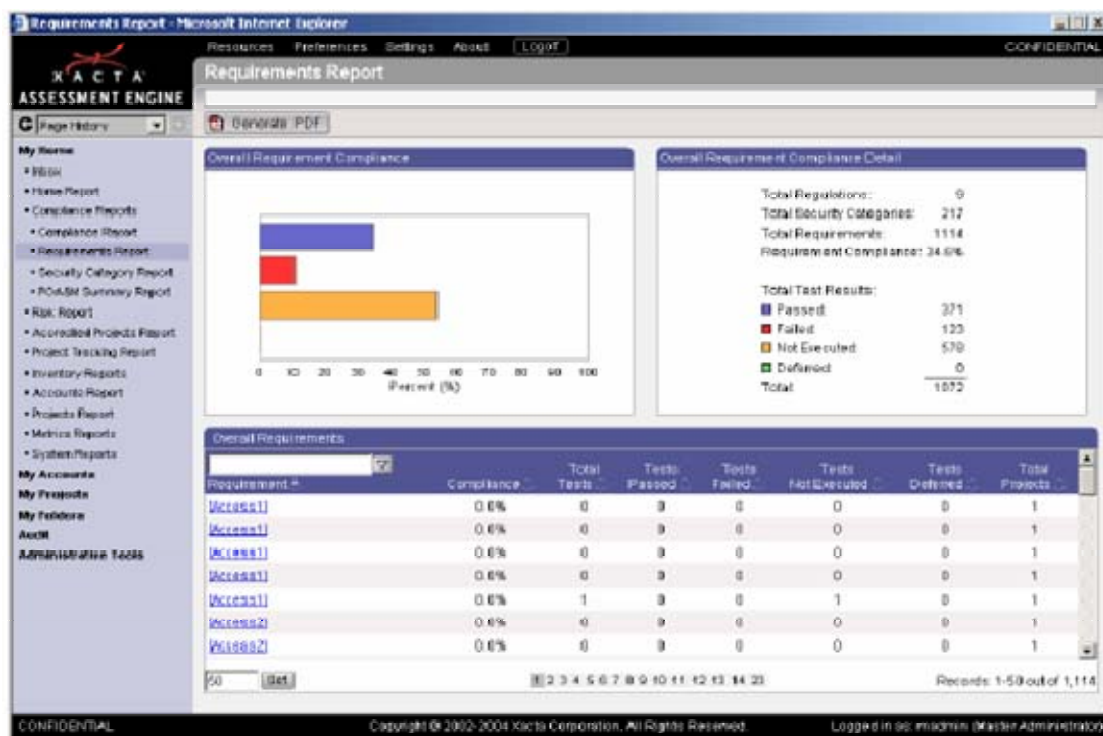 Requirements Report - Microsoft Internet Explorer
Resources Preferences Settings About Logoff CONFIDENTIAL
XACTA
ASSESSMENT ENGINE
Requirements Report
Page History
Generate PDF
My Home
Inbox
Home Report
Compliance Reports
Compliance Report
Requirements Report
Security Category Report
POA&M Summary Report
Risk Report
Accredited Projects Report
Project Tracking Report
Inventory Reports
Accounts Report
Projects Report
Metrics Reports
System Reports
My Accounts
My Projects
My Folders
Audit
Administration Tools
Overall Requirement Compliance
0 10 20 30 40 50 60 70 80 90 100
Percent (%)
Overall Requirement Compliance Detail
Total Regulations: 9
Total Security Categories: 217
Total Requirements: 1114
Requirement Compliance: 34.6%
Total Test Results:
Passed: 371
Failed: 123
Not Executed: 578
Deferred: 0
Total: 1072
Overall Requirements
Requirement Compliance Total Tests Tests Passed Tests Failed Tests Not Executed Tests Deferred Total Projects
[Access1] 0.0% 0 0 0 0 0 1
[Access1] 0.0% 0 0 0 0 0 1
[Access1] 0.0% 0 0 0 0 0 1
[Access1] 0.0% 0 0 0 0 0 1
[Access1] 0.0% 1 0 0 1 0 1
[Access2] 0.0% 0 0 0 0 0 1
[Access2] 0.0% 0 0 0 0 0 1
50 Set 1 2 3 4 5 6 7 8 9 10 11 12 13 14 23 Records: 1-50 out of 1,114
CONFIDENTIAL Copyright © 2002-2004 Xacta Corporation. All Rights Reserved. Logged in as: (Master Administrator)